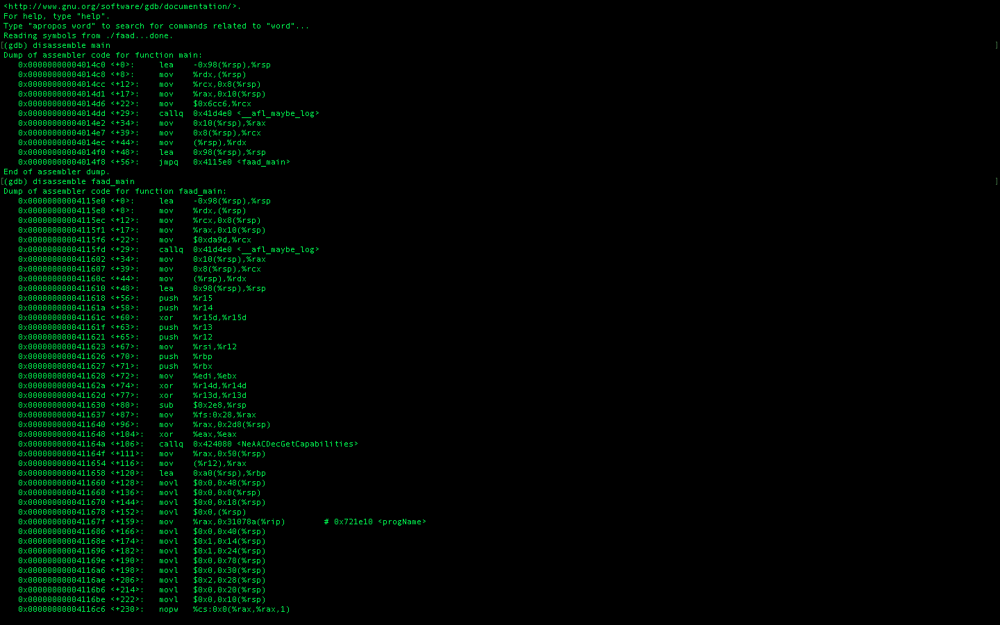 <http://www.gnu.org/software/gdb/documentation/>.
For help, type "help".
Type "apropos word" to search for commands related to "word"...
Reading symbols from ./faad...done.
[(gdb) disassemble main ]
Dump of assembler code for function main:
   0x00000000004014c0 <+0>:     lea    -0x98(%rsp),%rsp
   0x00000000004014c8 <+8>:     mov    %rdx,(%rsp)
   0x00000000004014cc <+12>:    mov    %rcx,0x8(%rsp)
   0x00000000004014d1 <+17>:    mov    %rax,0x10(%rsp)
   0x00000000004014d6 <+22>:    mov    $0x6cc6,%rcx
   0x00000000004014dd <+29>:    callq  0x41d4e0 <__afl_maybe_log>
   0x00000000004014e2 <+34>:    mov    0x10(%rsp),%rax
   0x00000000004014e7 <+39>:    mov    0x8(%rsp),%rcx
   0x00000000004014ec <+44>:    mov    (%rsp),%rdx
   0x00000000004014f0 <+48>:    lea    0x98(%rsp),%rsp
   0x00000000004014f8 <+56>:    jmpq   0x4115e0 <faad_main>
End of assembler dump.
[(gdb) disassemble faad_main ]
Dump of assembler code for function faad_main:
   0x00000000004115e0 <+0>:     lea    -0x98(%rsp),%rsp
   0x00000000004115e8 <+8>:     mov    %rdx,(%rsp)
   0x00000000004115ec <+12>:    mov    %rcx,0x8(%rsp)
   0x00000000004115f1 <+17>:    mov    %rax,0x10(%rsp)
   0x00000000004115f6 <+22>:    mov    $0xda9d,%rcx
   0x00000000004115fd <+29>:    callq  0x41d4e0 <__afl_maybe_log>
   0x0000000000411602 <+34>:    mov    0x10(%rsp),%rax
   0x0000000000411607 <+39>:    mov    0x8(%rsp),%rcx
   0x000000000041160c <+44>:    mov    (%rsp),%rdx
   0x0000000000411610 <+48>:    lea    0x98(%rsp),%rsp
   0x0000000000411618 <+56>:    push   %r15
   0x000000000041161a <+58>:    push   %r14
   0x000000000041161c <+60>:    xor    %r15d,%r15d
   0x000000000041161f <+63>:    push   %r13
   0x0000000000411621 <+65>:    push   %r12
   0x0000000000411623 <+67>:    mov    %rsi,%r12
   0x0000000000411626 <+70>:    push   %rbp
   0x0000000000411627 <+71>:    push   %rbx
   0x0000000000411628 <+72>:    mov    %edi,%ebx
   0x000000000041162a <+74>:    xor    %r14d,%r14d
   0x000000000041162d <+77>:    xor    %r13d,%r13d
   0x0000000000411630 <+80>:    sub    $0x2e8,%rsp
   0x0000000000411637 <+87>:    mov    %fs:0x28,%rax
   0x0000000000411640 <+96>:    mov    %rax,0x2d8(%rsp)
   0x0000000000411648 <+104>:   xor    %eax,%eax
   0x000000000041164a <+106>:   callq  0x424080 <NeAACDecGetCapabilities>
   0x000000000041164f <+111>:   mov    %rax,0x50(%rsp)
   0x0000000000411654 <+116>:   mov    (%r12),%rax
   0x0000000000411658 <+120>:   lea    0xa0(%rsp),%rbp
   0x0000000000411660 <+128>:   movl   $0x0,0x48(%rsp)
   0x0000000000411668 <+136>:   movl   $0x0,0x8(%rsp)
   0x0000000000411670 <+144>:   movl   $0x0,0x18(%rsp)
   0x0000000000411678 <+152>:   movl   $0x0,(%rsp)
   0x000000000041167f <+159>:   mov    %rax,0x31078a(%rip)        # 0x721e10 <progName>
   0x0000000000411686 <+166>:   movl   $0x0,0x40(%rsp)
   0x000000000041168e <+174>:   movl   $0x1,0x14(%rsp)
   0x0000000000411696 <+182>:   movl   $0x1,0x24(%rsp)
   0x000000000041169e <+190>:   movl   $0x0,0x78(%rsp)
   0x00000000004116a6 <+198>:   movl   $0x0,0x30(%rsp)
   0x00000000004116ae <+206>:   movl   $0x2,0x28(%rsp)
   0x00000000004116b6 <+214>:   movl   $0x0,0x20(%rsp)
   0x00000000004116be <+222>:   movl   $0x0,0x10(%rsp)
   0x00000000004116c6 <+230>:   nopw   %cs:0x0(%rax,%rax,1)